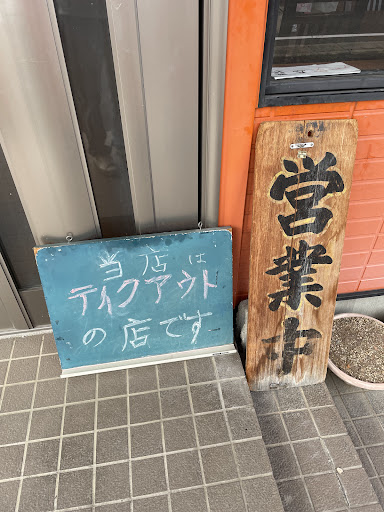 当店は
テイクアウト
の店です
営業中